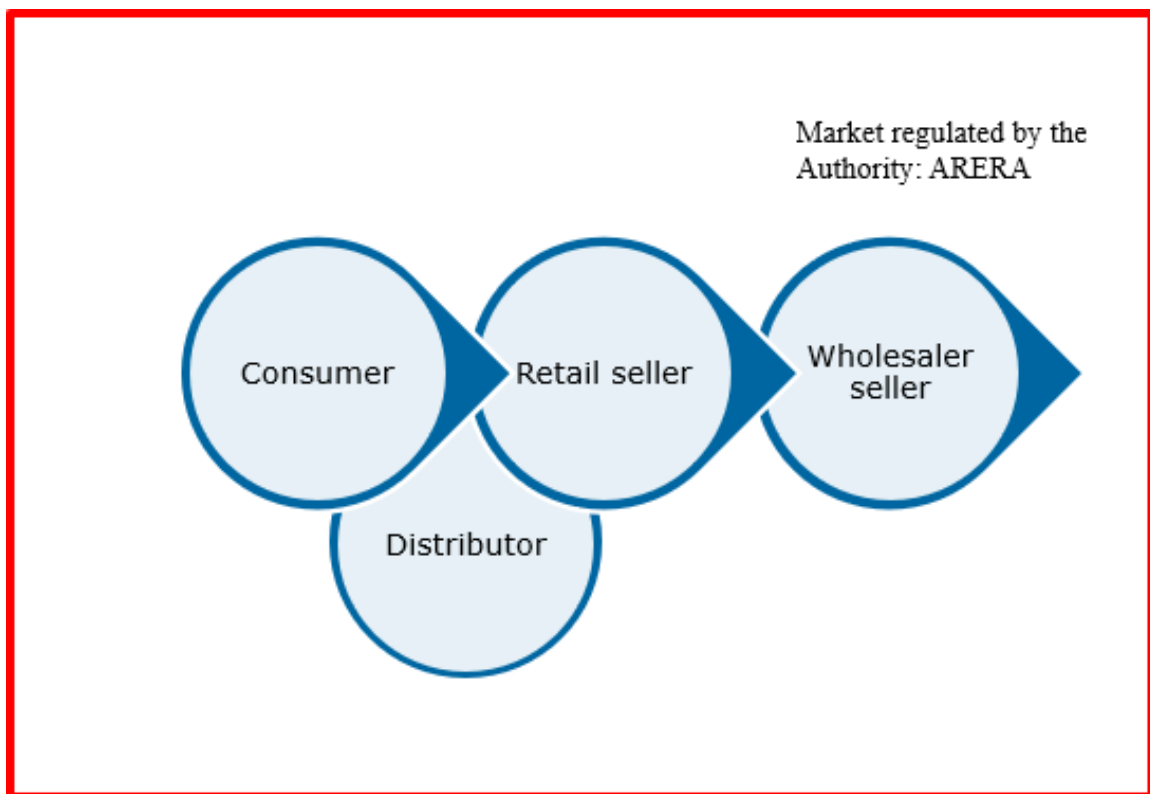 Market regulated by the
Authority: ARERA
Consumer
Retail seller
Wholesaler
seller
Distributor